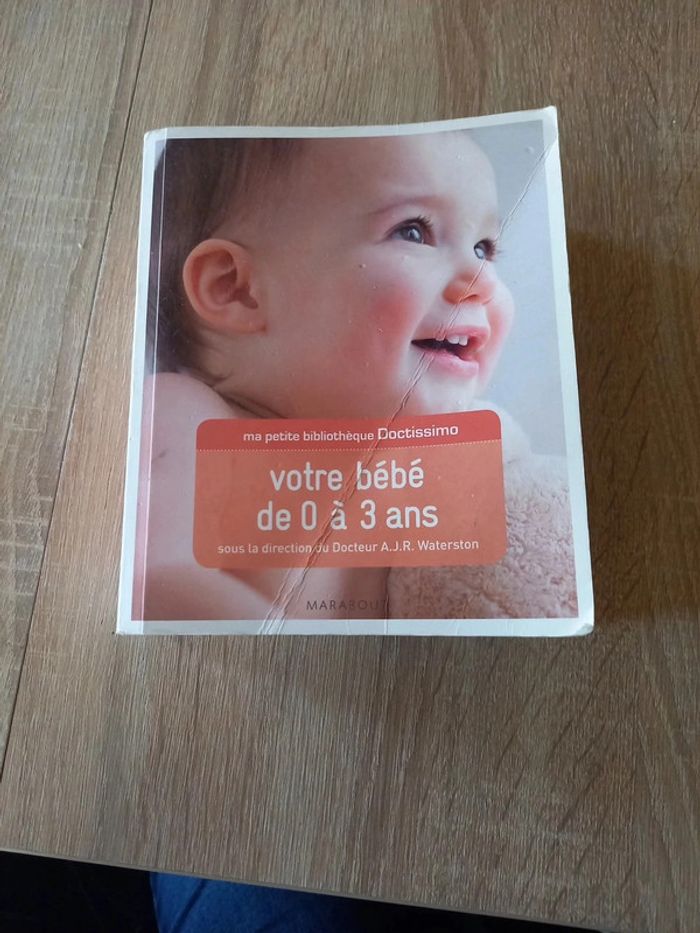 ma petite bibliothèque Doctissimo
votre bébé
de 0 à 3 ans
sous la direction du Docteur A.J.R. Waterston
MARABOUT